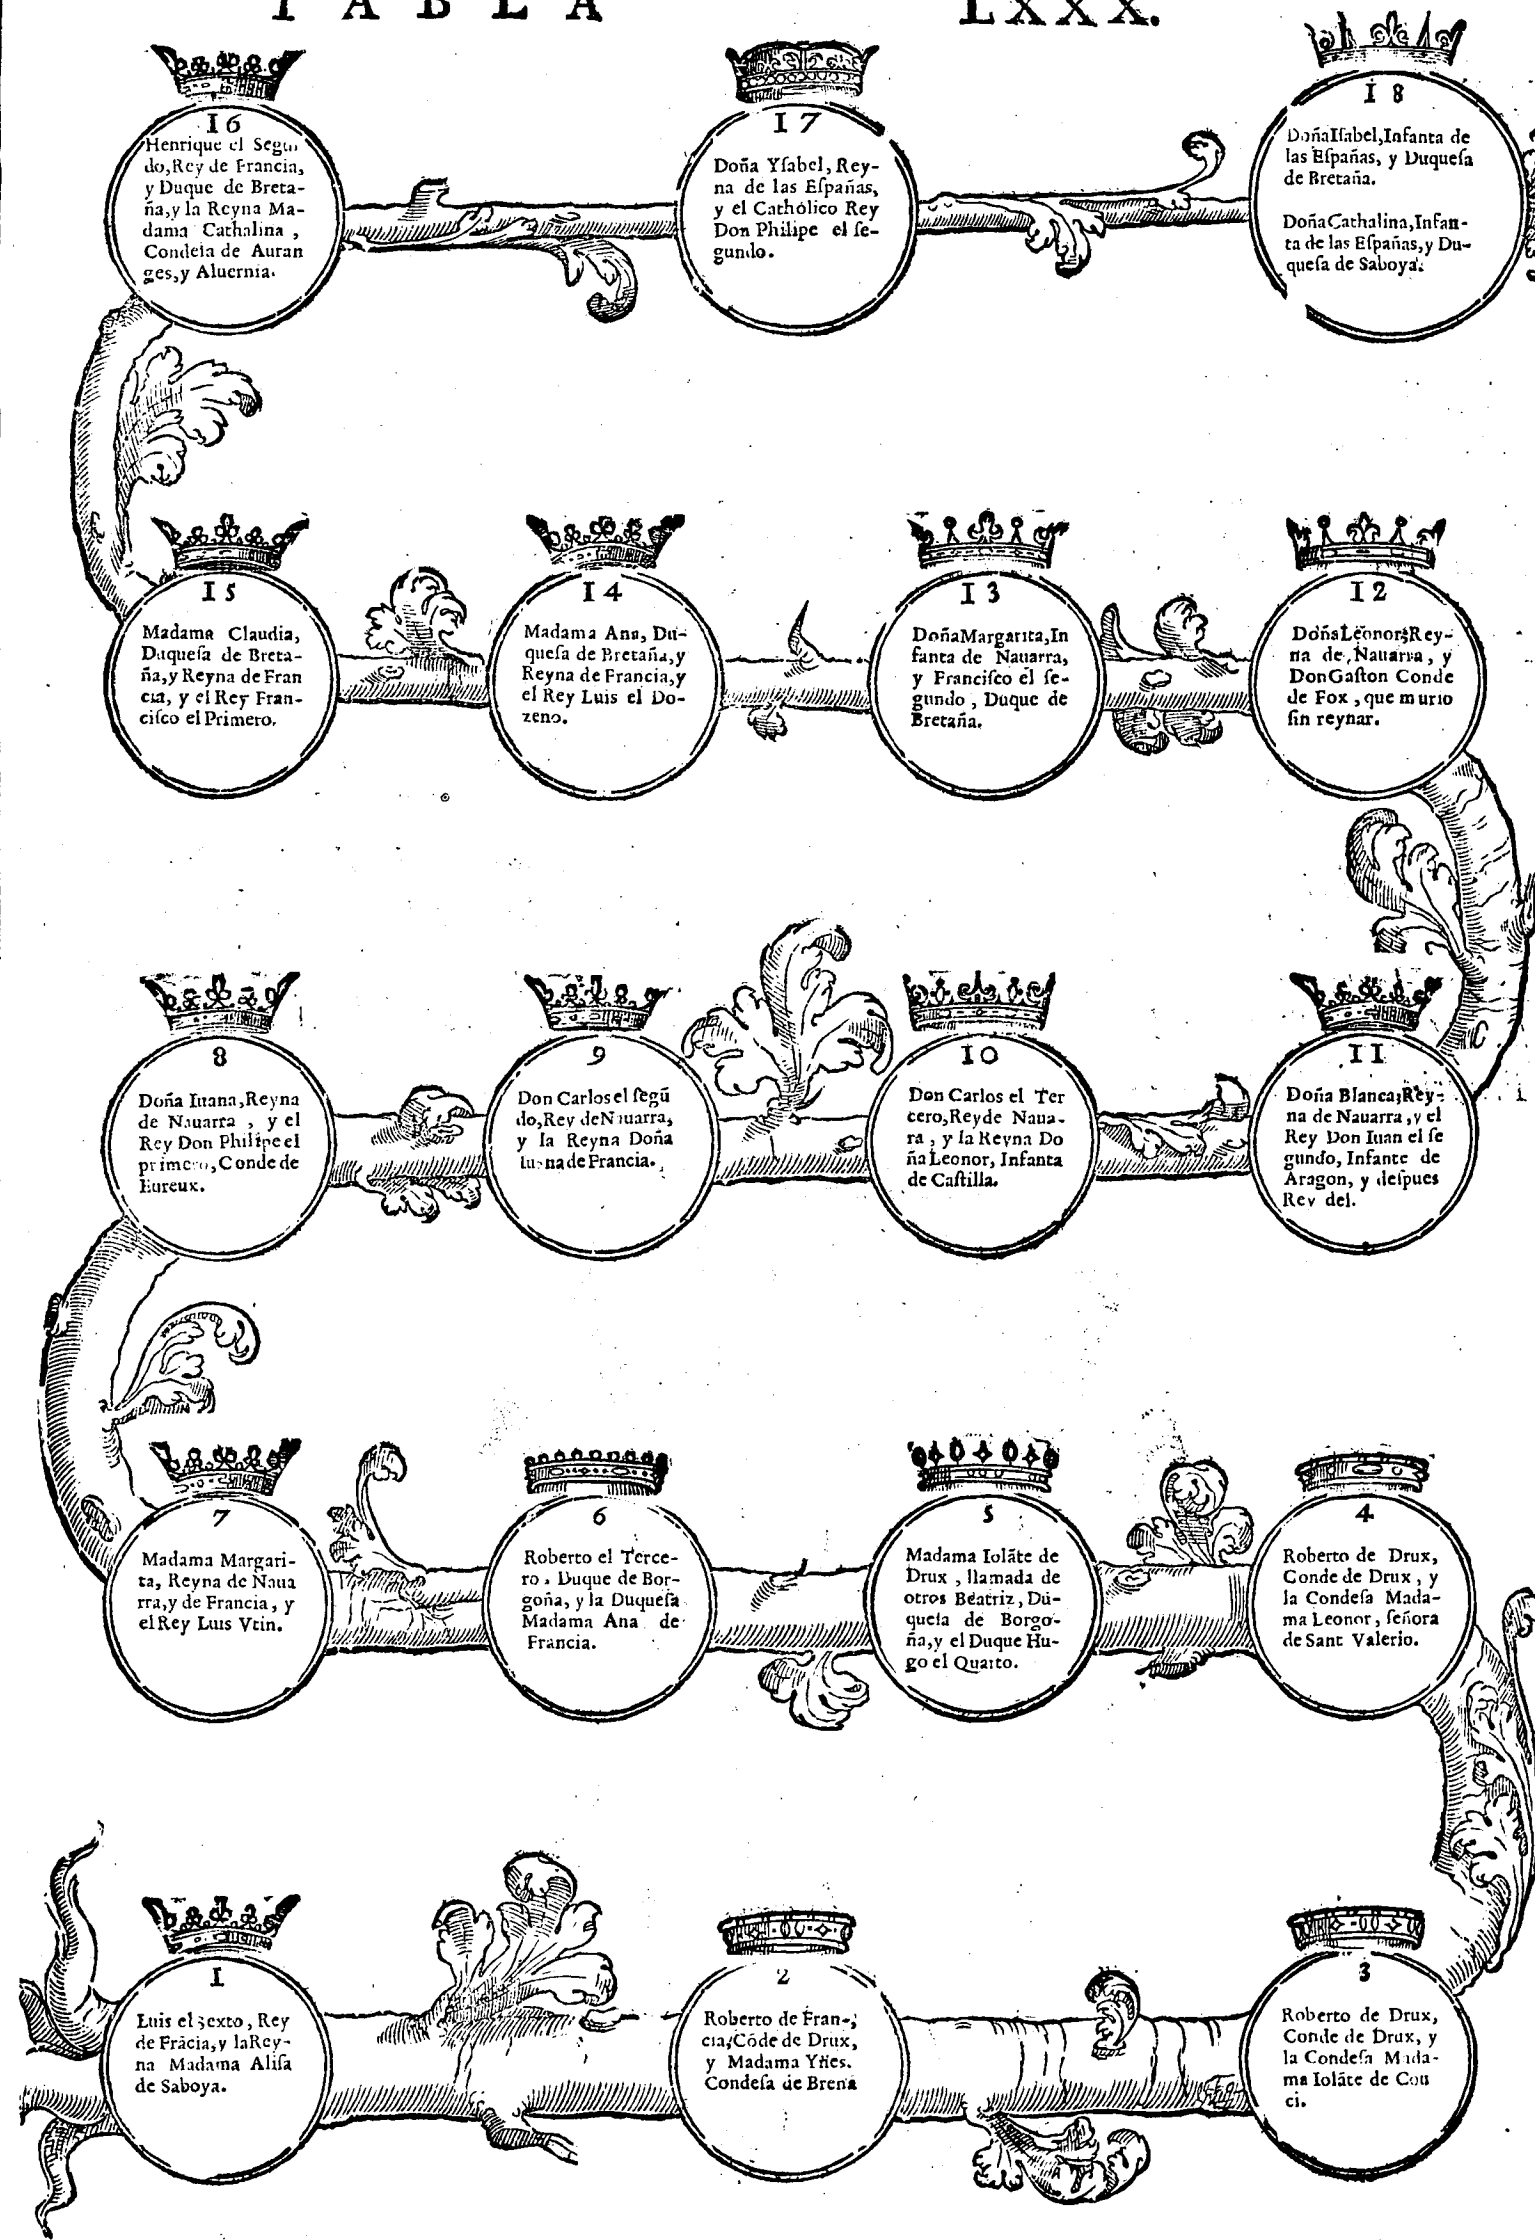 TABLA LXXX.
16
Henrique el Segun
do, Rey de Francia,
y Duque de Breta-
ña, y la Reyna Ma-
dama Cathalina ,
Condeſa de Auran
ges, y Aluernia.
17
Doña Yſabel, Rey-
na de las Eſpañas,
y el Cathólico Rey
Don Philipe el ſe-
gundo.
18
Doña Iſabel, Infanta de
las Eſpañas, y Duqueſa
de Bretaña.
Doña Cathalina, Infan-
ta de las Eſpañas, y Du-
queſa de Saboya.
15
Madama Claudia,
Duqueſa de Breta-
ña, y Reyna de Fran
cia, y el Rey Fran-
ciſco el Primero.
14
Madama Ana, Du-
queſa de Bretaña, y
Reyna de Francia, y
el Rey Luis el Do-
zeno.
13
Doña Margarita, In
fanta de Nauarra,
y Franciſco el ſe-
gundo , Duque de
Bretaña.
12
Doña Leonor, Rey-
na de Nauarra, y
Don Gaſton Conde
de Fox , que murio
ſin reynar.
8
Doña Iuana, Reyna
de Nauarra , y el
Rey Don Philipe el
primero, Conde de
Eureux.
9
Don Carlos el ſegū
do, Rey de Nauarra,
y la Reyna Doña
Iuana de Francia.
10
Don Carlos el Ter
cero, Rey de Naua-
ra , y la Reyna Do
ña Leonor, Infanta
de Caſtilla.
11
Doña Blanca, Rey-
na de Nauarra , y el
Rey Don Iuan el ſe
gundo, Infante de
Aragon, y deſpues
Rey del.
7
Madama Margari-
ta, Reyna de Naua
rra, y de Francia, y
el Rey Luis Vtin.
6
Roberto el Terce-
ro, Duque de Bor-
goña, y la Duqueſa
Madama Ana de
Francia.
5
Madama Iolāte de
Drux , llamada de
otros Beatriz, Du-
queſa de Borgo-
ña, y el Duque Hu-
go el Quarto.
4
Roberto de Drux,
Conde de Drux , y
la Condeſa Mada-
ma Leonor, ſeñora
de Sant Valerio.
1
Luis el Sexto, Rey
de Frācia, y la Rey-
na Madama Aliſa
de Saboya.
2
Roberto de Fran-
cia, Cōde de Drux,
y Madama Ynes.
Condeſa de Brena
3
Roberto de Drux,
Conde de Drux, y
la Condeſa Mada-
ma Iolāte de Cou
ci.